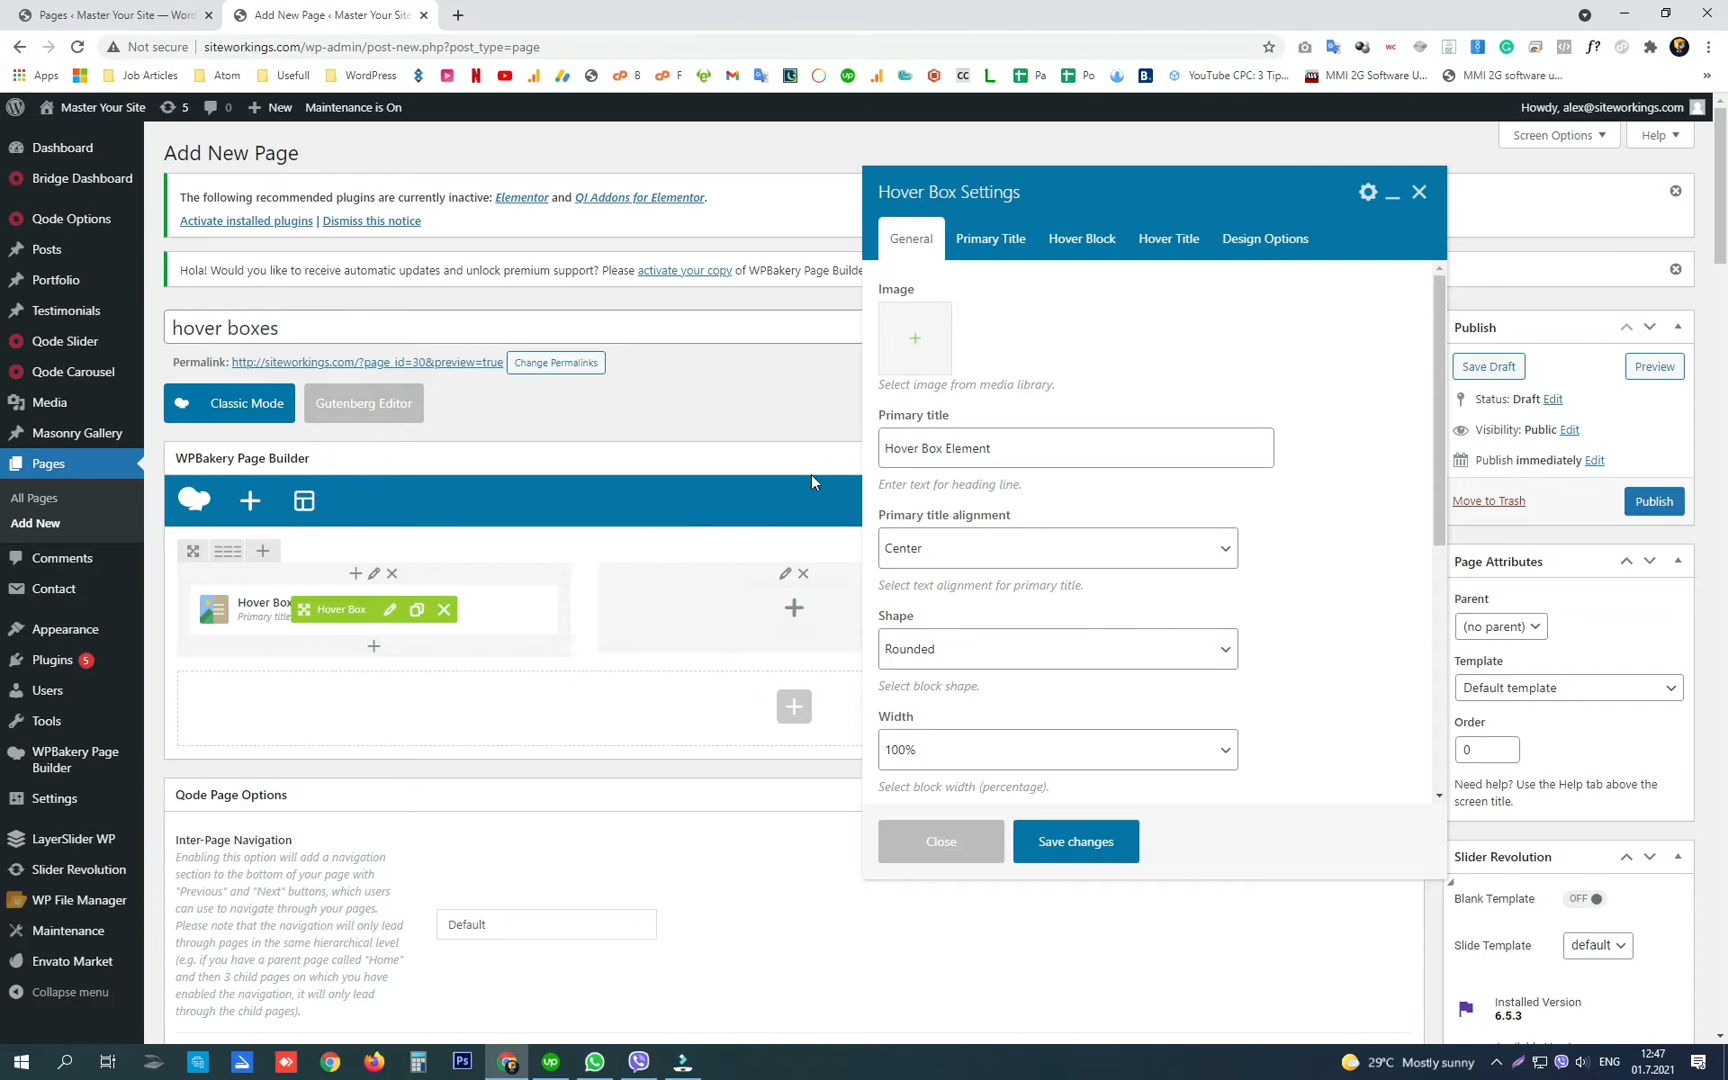 Pages ‹ Master Your Site — Wor
Add New Page ‹ Master Your Site
Not secure
siteworkings.com/wp-admin/post-new.php?post_type=page
Apps
Job Articles
Atom
Usefull
WordPress
B
F
CC
Pa
Po
B.
YouTube CPC: 3 Tip...
MMI 2G Software U...
MMI 2G software u...
Master Your Site
5
0
New
Maintenance is On
Howdy, alex@siteworkings.com
Screen Options
Help
Dashboard
Bridge Dashboard
Qode Options
Posts
Portfolio
Testimonials
Qode Slider
Qode Carousel
Media
Masonry Gallery
Pages
All Pages
Add New
Comments
Contact
Appearance
Plugins 5
Users
Tools
WPBakery Page
Builder
Settings
LayerSlider WP
Slider Revolution
WP File Manager
Maintenance
Envato Market
Collapse menu
Add New Page
The following recommended plugins are currently inactive: Elementor and QI Addons for Elementor.
Activate installed plugins | Dismiss this notice
Hola! Would you like to receive automatic updates and unlock premium support? Please activate your copy of WPBakery Page Builde
hover boxes
Permalink: http://siteworkings.com/?page_id=30&preview=true
Change Permalinks
Classic Mode
Gutenberg Editor
WPBakery Page Builder
Hover Box
Primary title
Hover Box
Qode Page Options
Inter-Page Navigation
Enabling this option will add a navigation
section to the bottom of your page with
"Previous" and "Next" buttons, which users
can use to navigate through your pages.
Please note that the navigation will only lead
through pages in the same hierarchical level
(e.g. if you have a parent page called "Home"
and then 3 child pages on which you have
enabled the navigation, it will only lead
through the child pages).
Default
Hover Box Settings
General
Primary Title
Hover Block
Hover Title
Design Options
Image
Select image from media library.
Primary title
Hover Box Element
Enter text for heading line.
Primary title alignment
Center
Select text alignment for primary title.
Shape
Rounded
Select block shape.
Width
100%
Select block width (percentage).
Close
Save changes
Publish
Save Draft
Preview
Status: Draft Edit
Visibility: Public Edit
Publish immediately Edit
Move to Trash
Publish
Page Attributes
Parent
(no parent)
Template
Default template
Order
0
Need help? Use the Help tab above the
screen title.
Slider Revolution
Blank Template
OFF
Slide Template
default
Installed Version
6.5.3
29°C Mostly sunny
ENG
12:47
01.7.2021